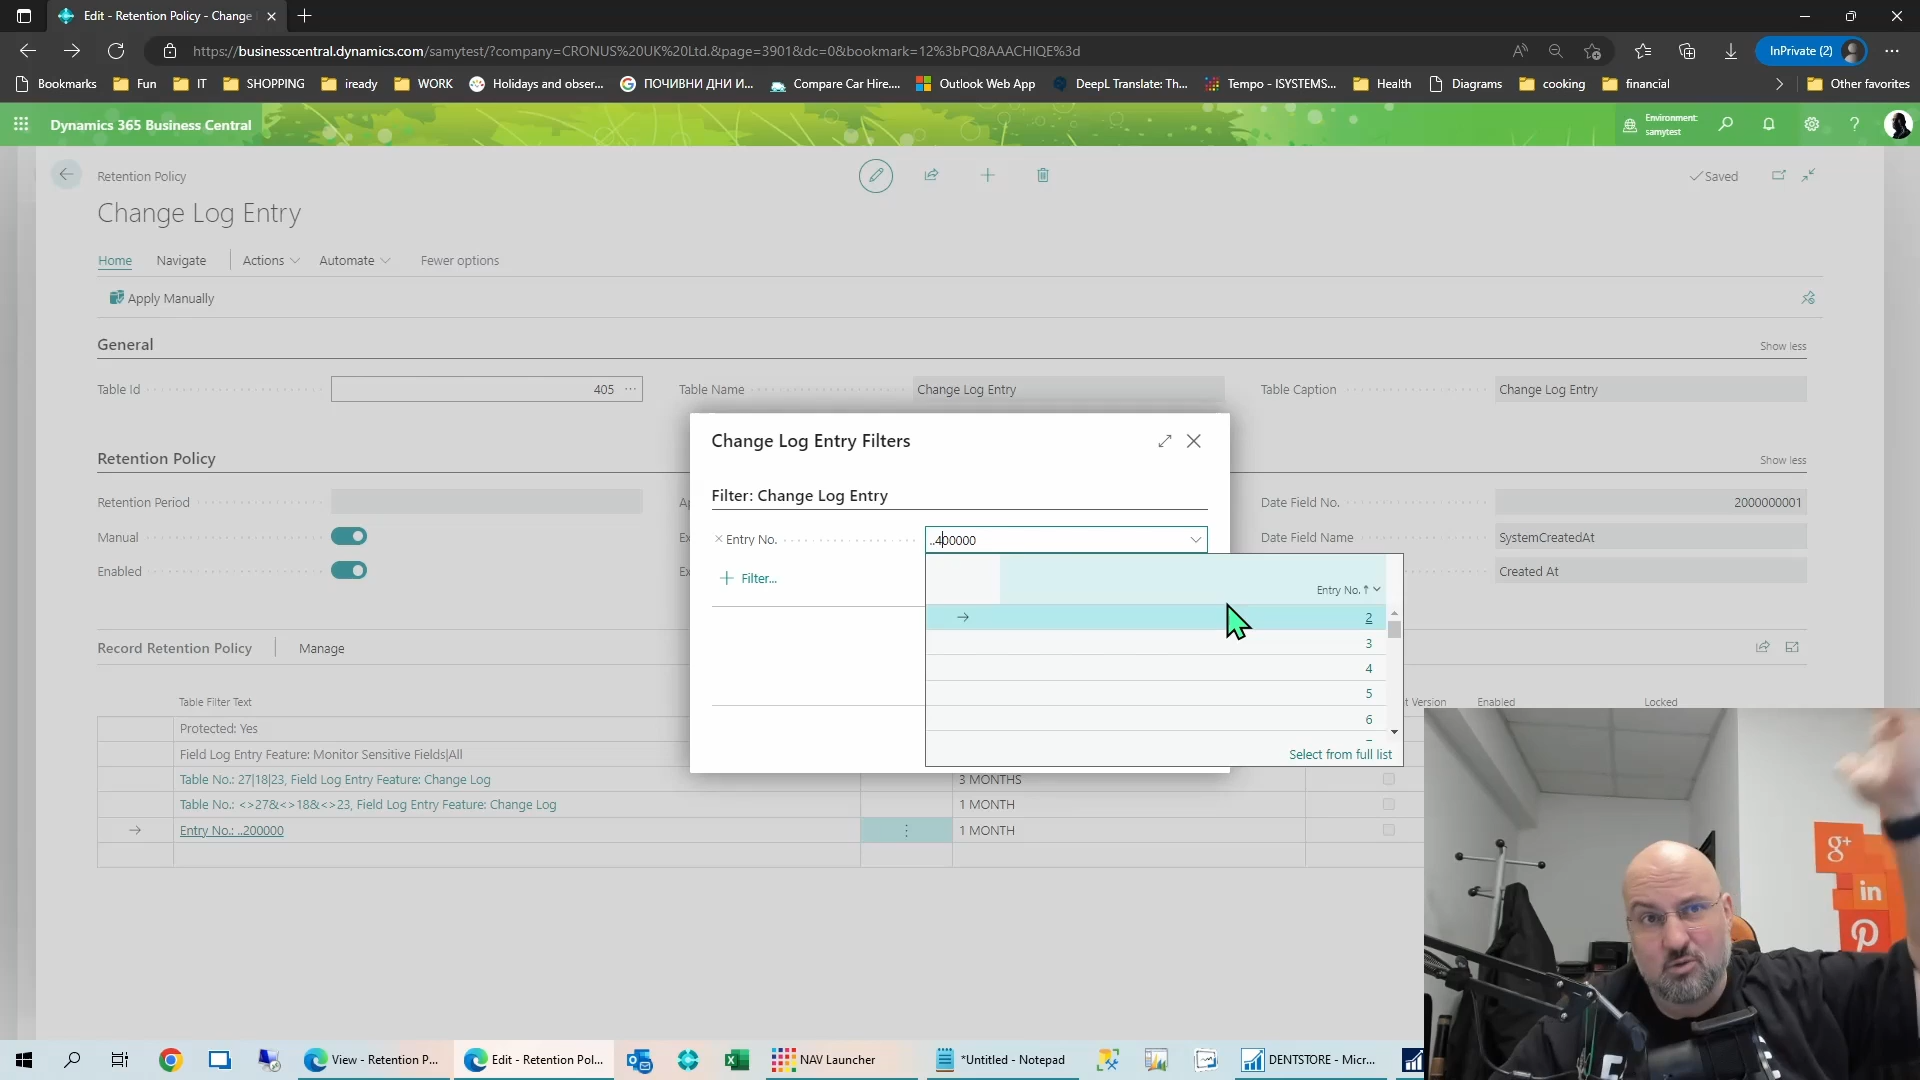 Edit - Retention Policy - Change
https://businesscentral.dynamics.com/samytest/?company=CRONUS%20UK%20Ltd.&page=3901&dc=0&bookmark=12%3bPQ8AAACHIQE%3d
InPrivate (2)
Bookmarks
Fun
IT
SHOPPING
iready
WORK
Holidays and obser...
ПОЧИВНИ ДНИ И...
Compare Car Hire....
Outlook Web App
DeepL Translate: Th...
Tempo - ISYSTEMS...
Health
Diagrams
cooking
financial
Other favorites
Dynamics 365 Business Central
Environment:
samytest
Retention Policy
Saved
Change Log Entry
Home
Navigate
Actions
Automate
Fewer options
Apply Manually
General
Show less
Table Id
405
Table Name
Change Log Entry
Table Caption
Change Log Entry
Change Log Entry Filters
Retention Policy
Show less
Filter: Change Log Entry
Retention Period
Date Field No.
2000000001
Manual
Entry No.
..400000
Date Field Name
SystemCreatedAt
Enabled
Filter...
Created At
Entry No.
2
3
4
5
6
Select from full list
Record Retention Policy
Manage
Table Filter Text
t Version
Enabled
Locked
Protected: Yes
Field Log Entry Feature: Monitor Sensitive Fields|All
Table No.: 27|18|23, Field Log Entry Feature: Change Log
3 MONTHS
Table No.: <>27&<>18&<>23, Field Log Entry Feature: Change Log
1 MONTH
Entry No.: ..200000
1 MONTH
g+
in
View - Retention P...
Edit - Retention Pol...
NAV Launcher
*Untitled - Notepad
DENTSTORE - Micr...